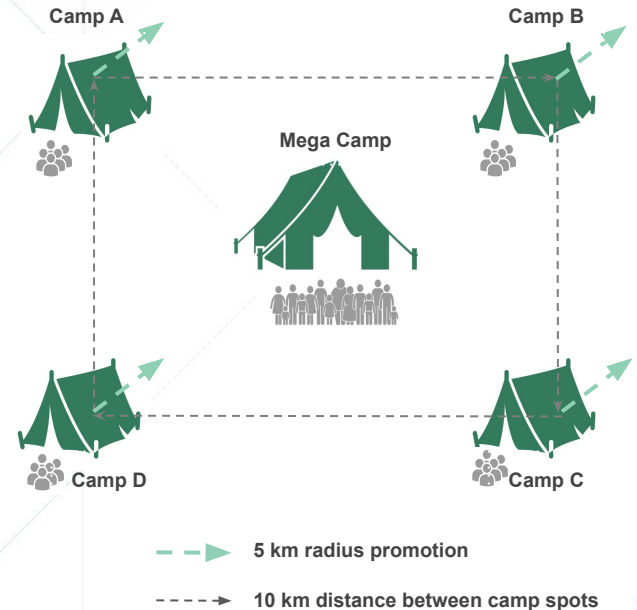 Camp A
Camp B
Mega Camp
Camp D
Camp C
5 km radius promotion
10 km distance between camp spots